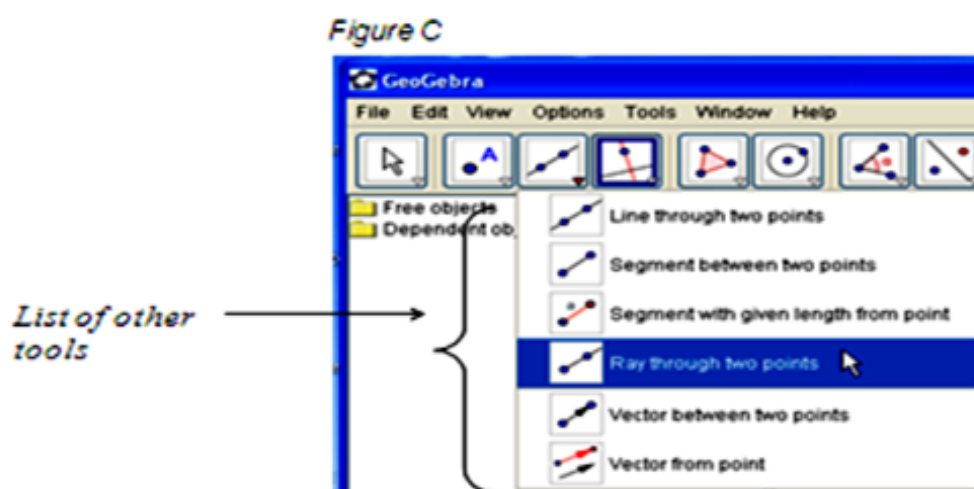 Figure C
GeoGebra
File Edit View Options Tools Window Help
A
Free objects
Dependent ob
Line through two points
Segment between two points
Segment with given length from point
Ray through two points
Vector between two points
Vector from point
List of other
tools